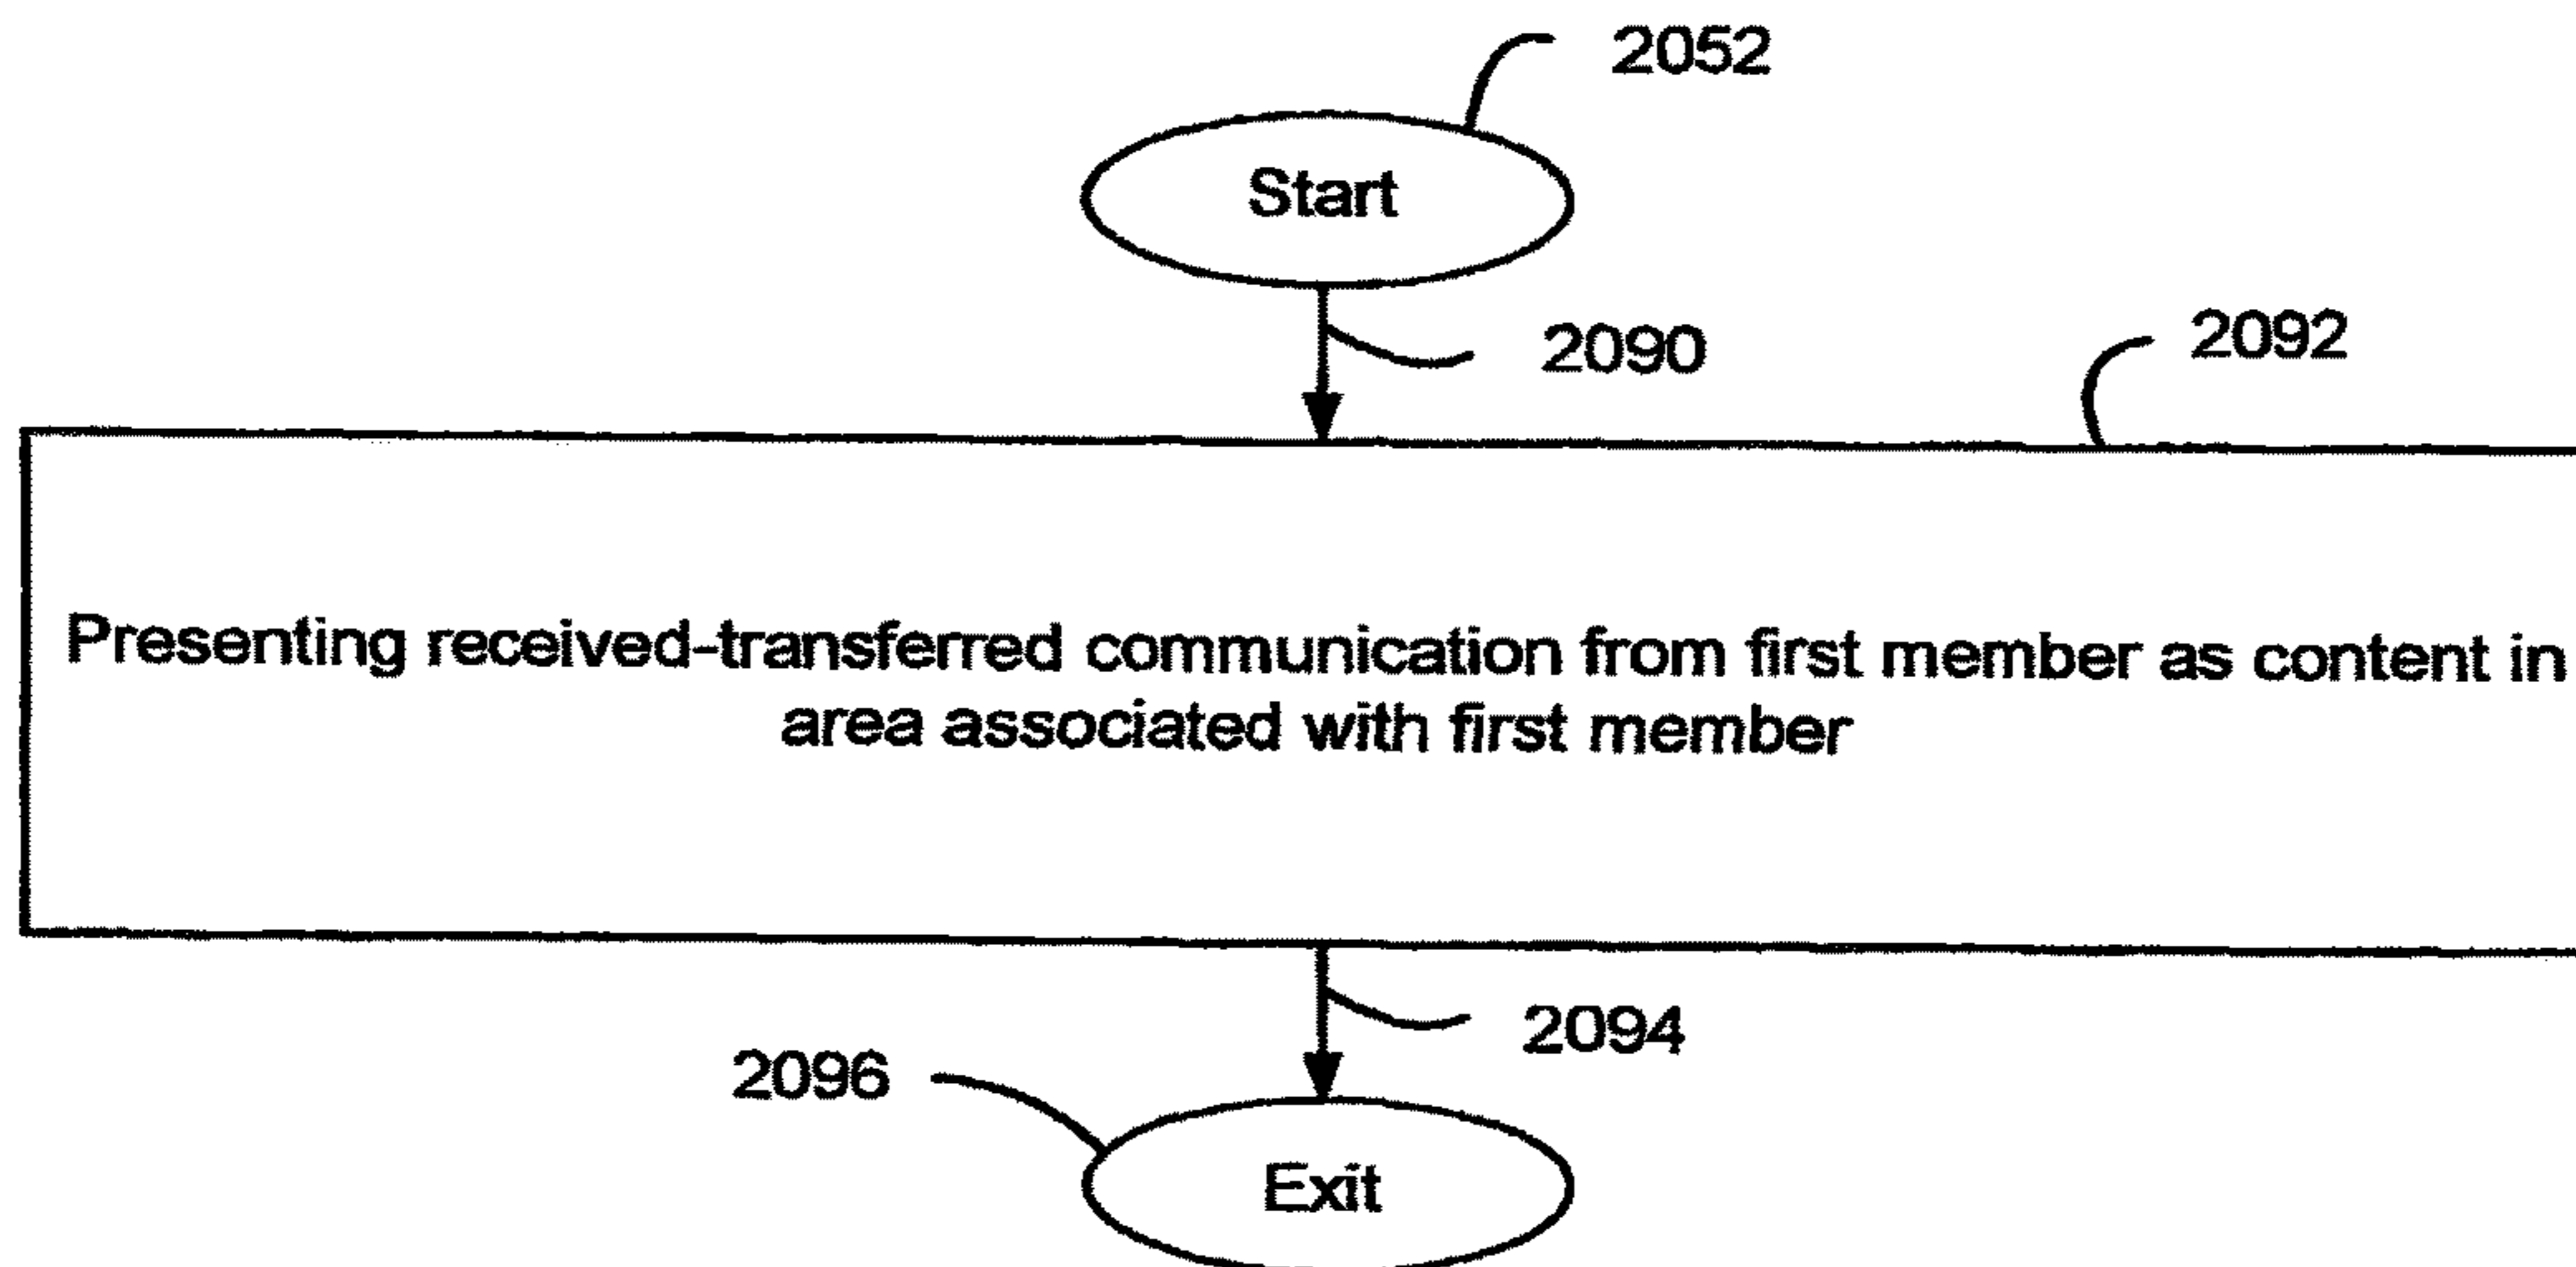 2052
Start
2090
2092
Presenting received-transferred communication from first member as content in
area associated with first member
2094
2096
Exit